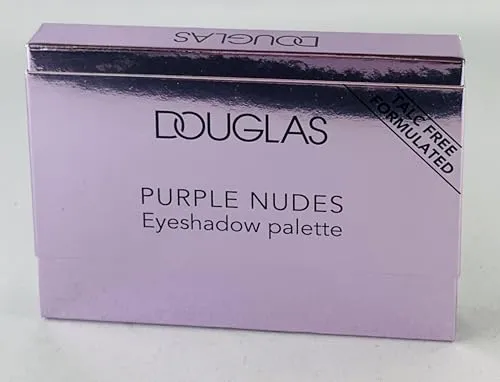 DOUGLAS
DOUGLAS
TALC FREE
FORMULATED
PURPLE NUDES
Eyeshadow palette